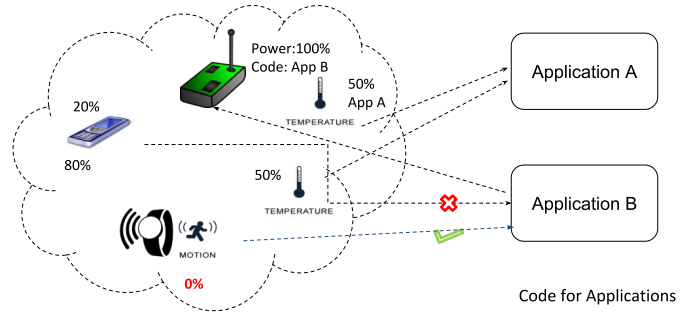 Power:100%
Code: App B
50%
App A
TEMPERATURE
20%
80%
50%
TEMPERATURE
MOTION
0%
Application A
Application B
Code for Applications